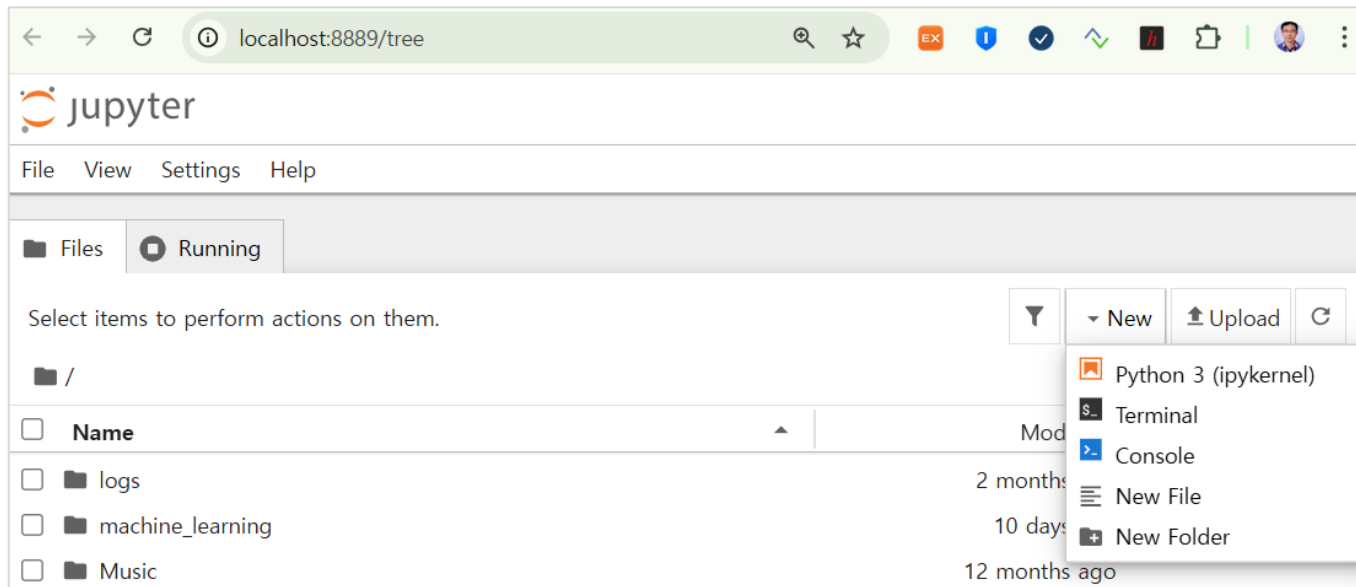 localhost:8889/tree
EX
jupyter
File View Settings Help
Files Running
Select items to perform actions on them.
New Upload
/
Python 3 (ipykernel)
Terminal
Console
New File
New Folder
Name Mod
logs 2 months
machine_learning 10 days
Music 12 months ago